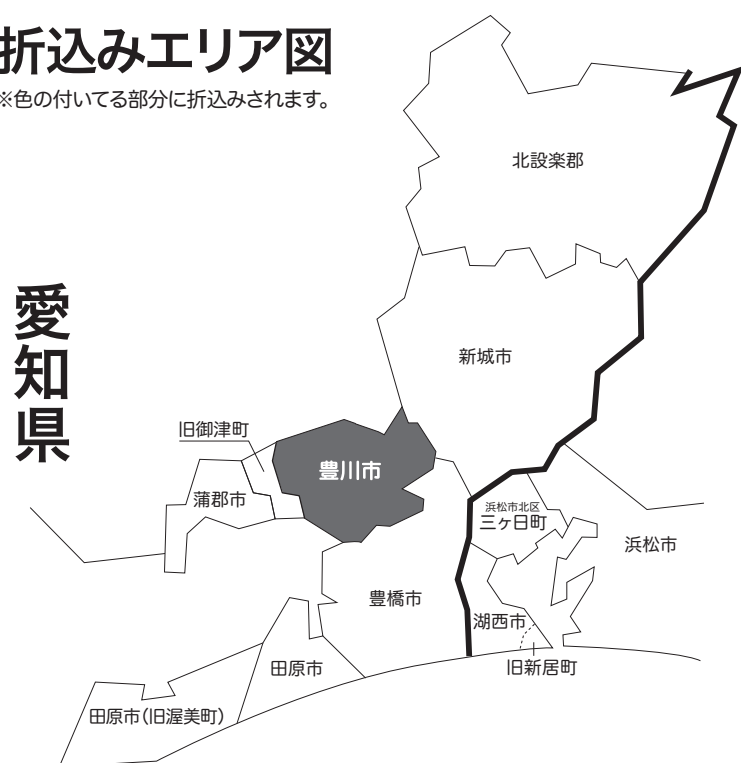 折込みエリア図
※色の付いてる部分に折込みされます。
北設楽郡
愛知県
新城市
旧御津町
豊川市
蒲郡市
浜松市北区
三ヶ日町
浜松市
豊橋市
湖西市
田原市
旧新居町
田原市(旧渥美町)